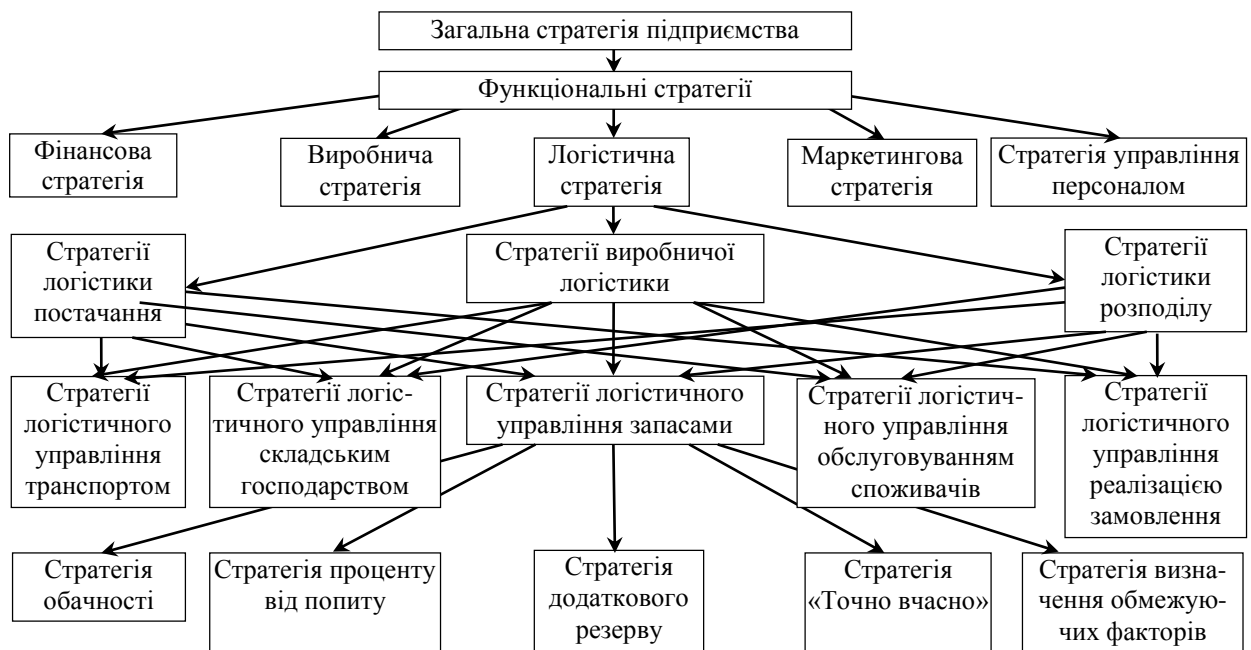 Загальна стратегія підприємства
Функціональні стратегії
Фінансова
стратегія
Виробнича
стратегія
Логістична
стратегія
Маркетингова
стратегія
Стратегія управління
персоналом
Стратегії
логістики
постачання
Стратегії виробничої
логістики
Стратегії
логістики
розподілу
Стратегії
логістичного
управління
транспортом
Стратегії логіс-
тичного управління
складським
господарством
Стратегії логістичного
управління запасами
Стратегії логістич-
ного управління
обслуговуванням
споживачів
Стратегії
логістичного
управління
реалізацією
замовлення
Стратегія
обачності
Стратегія проценту
від попиту
Стратегія
додаткового
резерву
Стратегія
«Точно вчасно»
Стратегія визна-
чення обмежую-
чих факторів